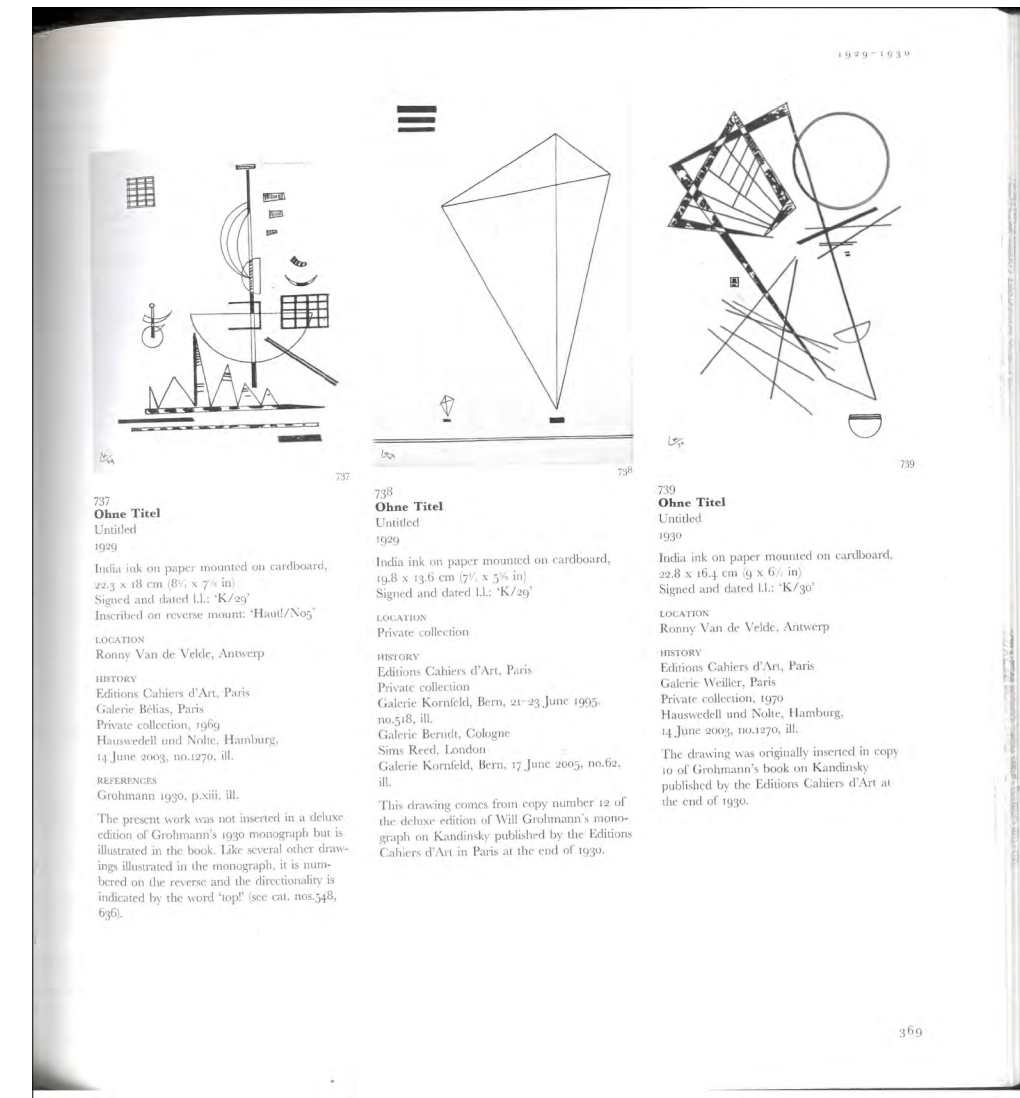 1929–1930
737
738
739
737
Ohne Titel
Untitled
1929
India ink on paper mounted on cardboard,
22.3 x 18 cm (8¾ x 7⅛ in)
Signed and dated l.l.: ‘K/29’
Inscribed on reverse mount: ‘Haut!/No5’
LOCATION
Ronny Van de Velde, Antwerp
HISTORY
Editions Cahiers d’Art, Paris
Galerie Bélias, Paris
Private collection, 1969
Hauswedell und Nolte, Hamburg,
14 June 2003, no.1270, ill.
REFERENCES
Grohmann 1930, p.xiii, ill.
The present work was not inserted in a deluxe
edition of Grohmann’s 1930 monograph but is
illustrated in the book. Like several other draw-
ings illustrated in the monograph, it is num-
bered on the reverse and the directionality is
indicated by the word ‘top!’ (see cat. nos.548,
636).
738
Ohne Titel
Untitled
1929
India ink on paper mounted on cardboard,
19.8 x 13.6 cm (7¾ x 5⅜ in)
Signed and dated l.l.: ‘K/29’
LOCATION
Private collection
HISTORY
Editions Cahiers d’Art, Paris
Private collection
Galerie Kornfeld, Bern, 21–23 June 1995,
no.518, ill.
Galerie Berndt, Cologne
Sims Reed, London
Galerie Kornfeld, Bern, 17 June 2005, no.62,
ill.
This drawing comes from copy number 12 of
the deluxe edition of Will Grohmann’s mono-
graph on Kandinsky published by the Editions
Cahiers d’Art in Paris at the end of 1930.
739
Ohne Titel
Untitled
1930
India ink on paper mounted on cardboard,
22.8 x 16.4 cm (9 x 6½ in)
Signed and dated l.l.: ‘K/30’
LOCATION
Ronny Van de Velde, Antwerp
HISTORY
Editions Cahiers d’Art, Paris
Galerie Weiller, Paris
Private collection, 1970
Hauswedell und Nolte, Hamburg,
14 June 2003, no.1270, ill.
The drawing was originally inserted in copy
10 of Grohmann’s book on Kandinsky
published by the Editions Cahiers d’Art at
the end of 1930.
369